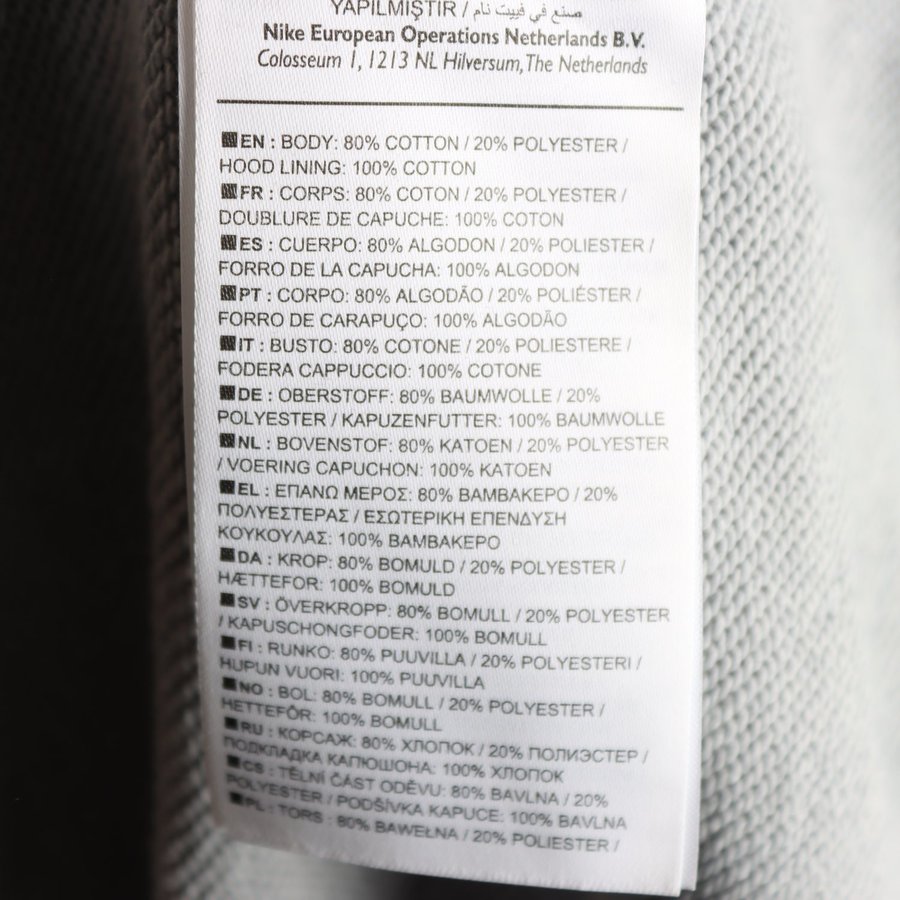 YAPILMIŞTIR / صنع في فييت نام
Nike European Operations Netherlands B.V.
Colosseum 1, 1213 NL Hilversum, The Netherlands
EN : BODY: 80% COTTON / 20% POLYESTER /
HOOD LINING: 100% COTTON
FR : CORPS: 80% COTON / 20% POLYESTER /
DOUBLURE DE CAPUCHE: 100% COTON
ES : CUERPO: 80% ALGODON / 20% POLIESTER /
FORRO DE LA CAPUCHA: 100% ALGODON
PT : CORPO: 80% ALGODÃO / 20% POLIÉSTER /
FORRO DE CARAPUÇO: 100% ALGODÃO
IT : BUSTO: 80% COTONE / 20% POLIESTERE /
FODERA CAPPUCCIO: 100% COTONE
DE : OBERSTOFF: 80% BAUMWOLLE / 20%
POLYESTER / KAPUZENFUTTER: 100% BAUMWOLLE
NL : BOVENSTOF: 80% KATOEN / 20% POLYESTER
/ VOERING CAPUCHON: 100% KATOEN
EL : ΕΠΑΝΩ ΜΕΡΟΣ: 80% ΒΑΜΒΑΚΕΡΟ / 20%
ΠΟΛΥΕΣΤΕΡΑΣ / ΕΣΩΤΕΡΙΚΗ ΕΠΕΝΔΥΣΗ
ΚΟΥΚΟΥΛΑΣ: 100% ΒΑΜΒΑΚΕΡΟ
DA : KROP: 80% BOMULD / 20% POLYESTER /
HÆTTEFOR: 100% BOMULD
SV : ÖVERKROPP: 80% BOMULL / 20% POLYESTER
/ KAPUSCHONGFODER: 100% BOMULL
FI : RUNKO: 80% PUUVILLA / 20% POLYESTERI /
HUPUN VUORI: 100% PUUVILLA
NO : BOL: 80% BOMULL / 20% POLYESTER /
HETTEFÔR: 100% BOMULL
RU : КОРСАЖ: 80% ХЛОПОК / 20% ПОЛИЭСТЕР /
ПОДКЛАДКА КАПЮШОНА: 100% ХЛОПОК
CS : TĚLNÍ ČÁST ODĚVU: 80% BAVLNA / 20%
POLYESTER / PODŠÍVKA KAPUCE: 100% BAVLNA
PL : TORS : 80% BAWEŁNA / 20% POLIESTER /